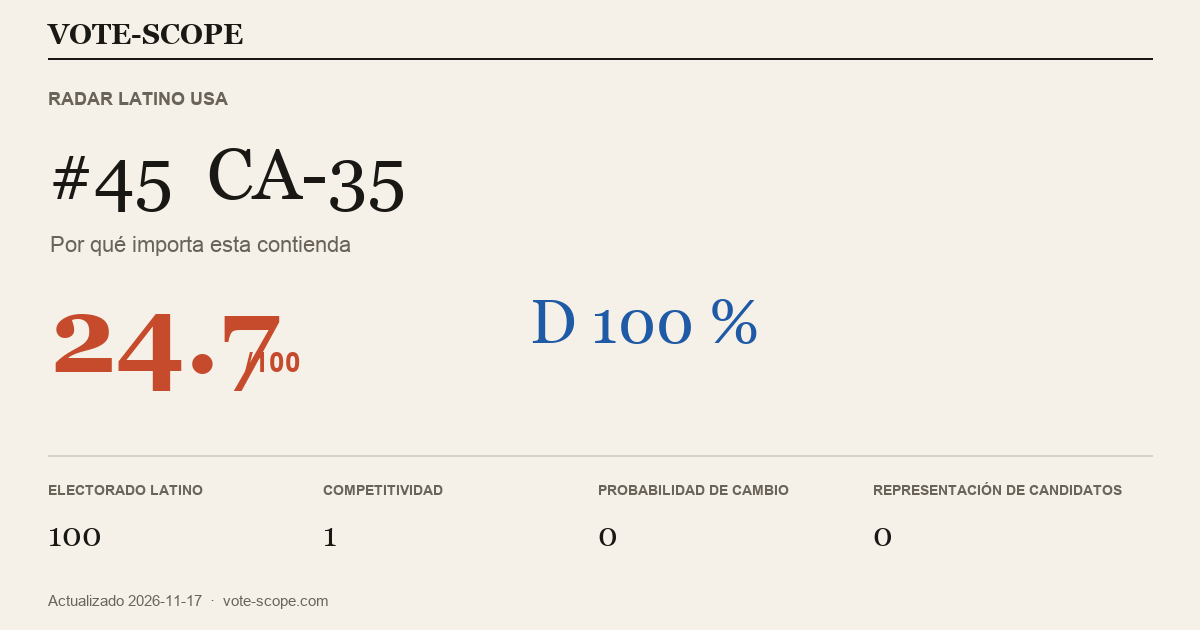 VOTE-SCOPE
RADAR LATINO USA
#45 CA-35
Por qué importa esta contienda
24.7/100
D 100 %
ELECTORADO LATINO COMPETITIVIDAD PROBABILIDAD DE CAMBIO REPRESENTACIÓN DE CANDIDATOS
100 1 0 0
Actualizado 2026-11-17 · vote-scope.com